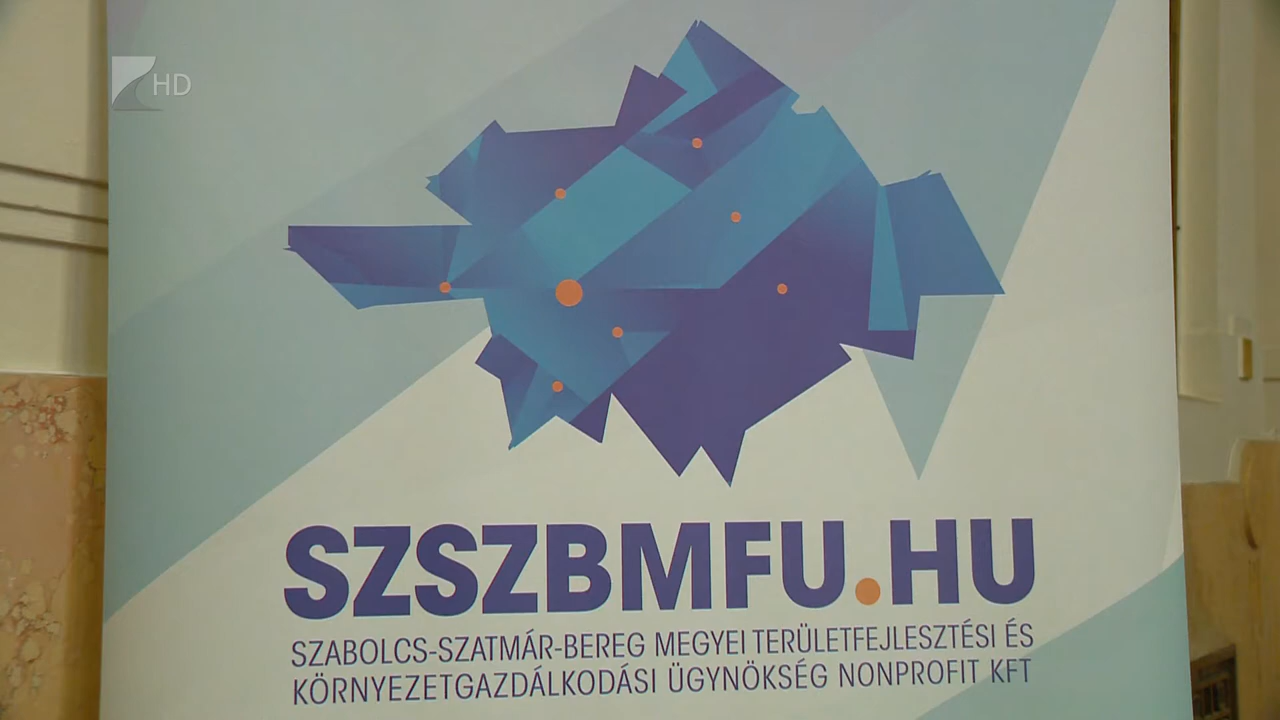 HD
SZSZBMFU.HU
SZABOLCS-SZATMÁR-BEREG MEGYEI TERÜLETFEJLESZTÉSI ÉS
KÖRNYEZETGAZDÁLKODÁSI ÜGYNÖKSÉG NONPROFIT KFT